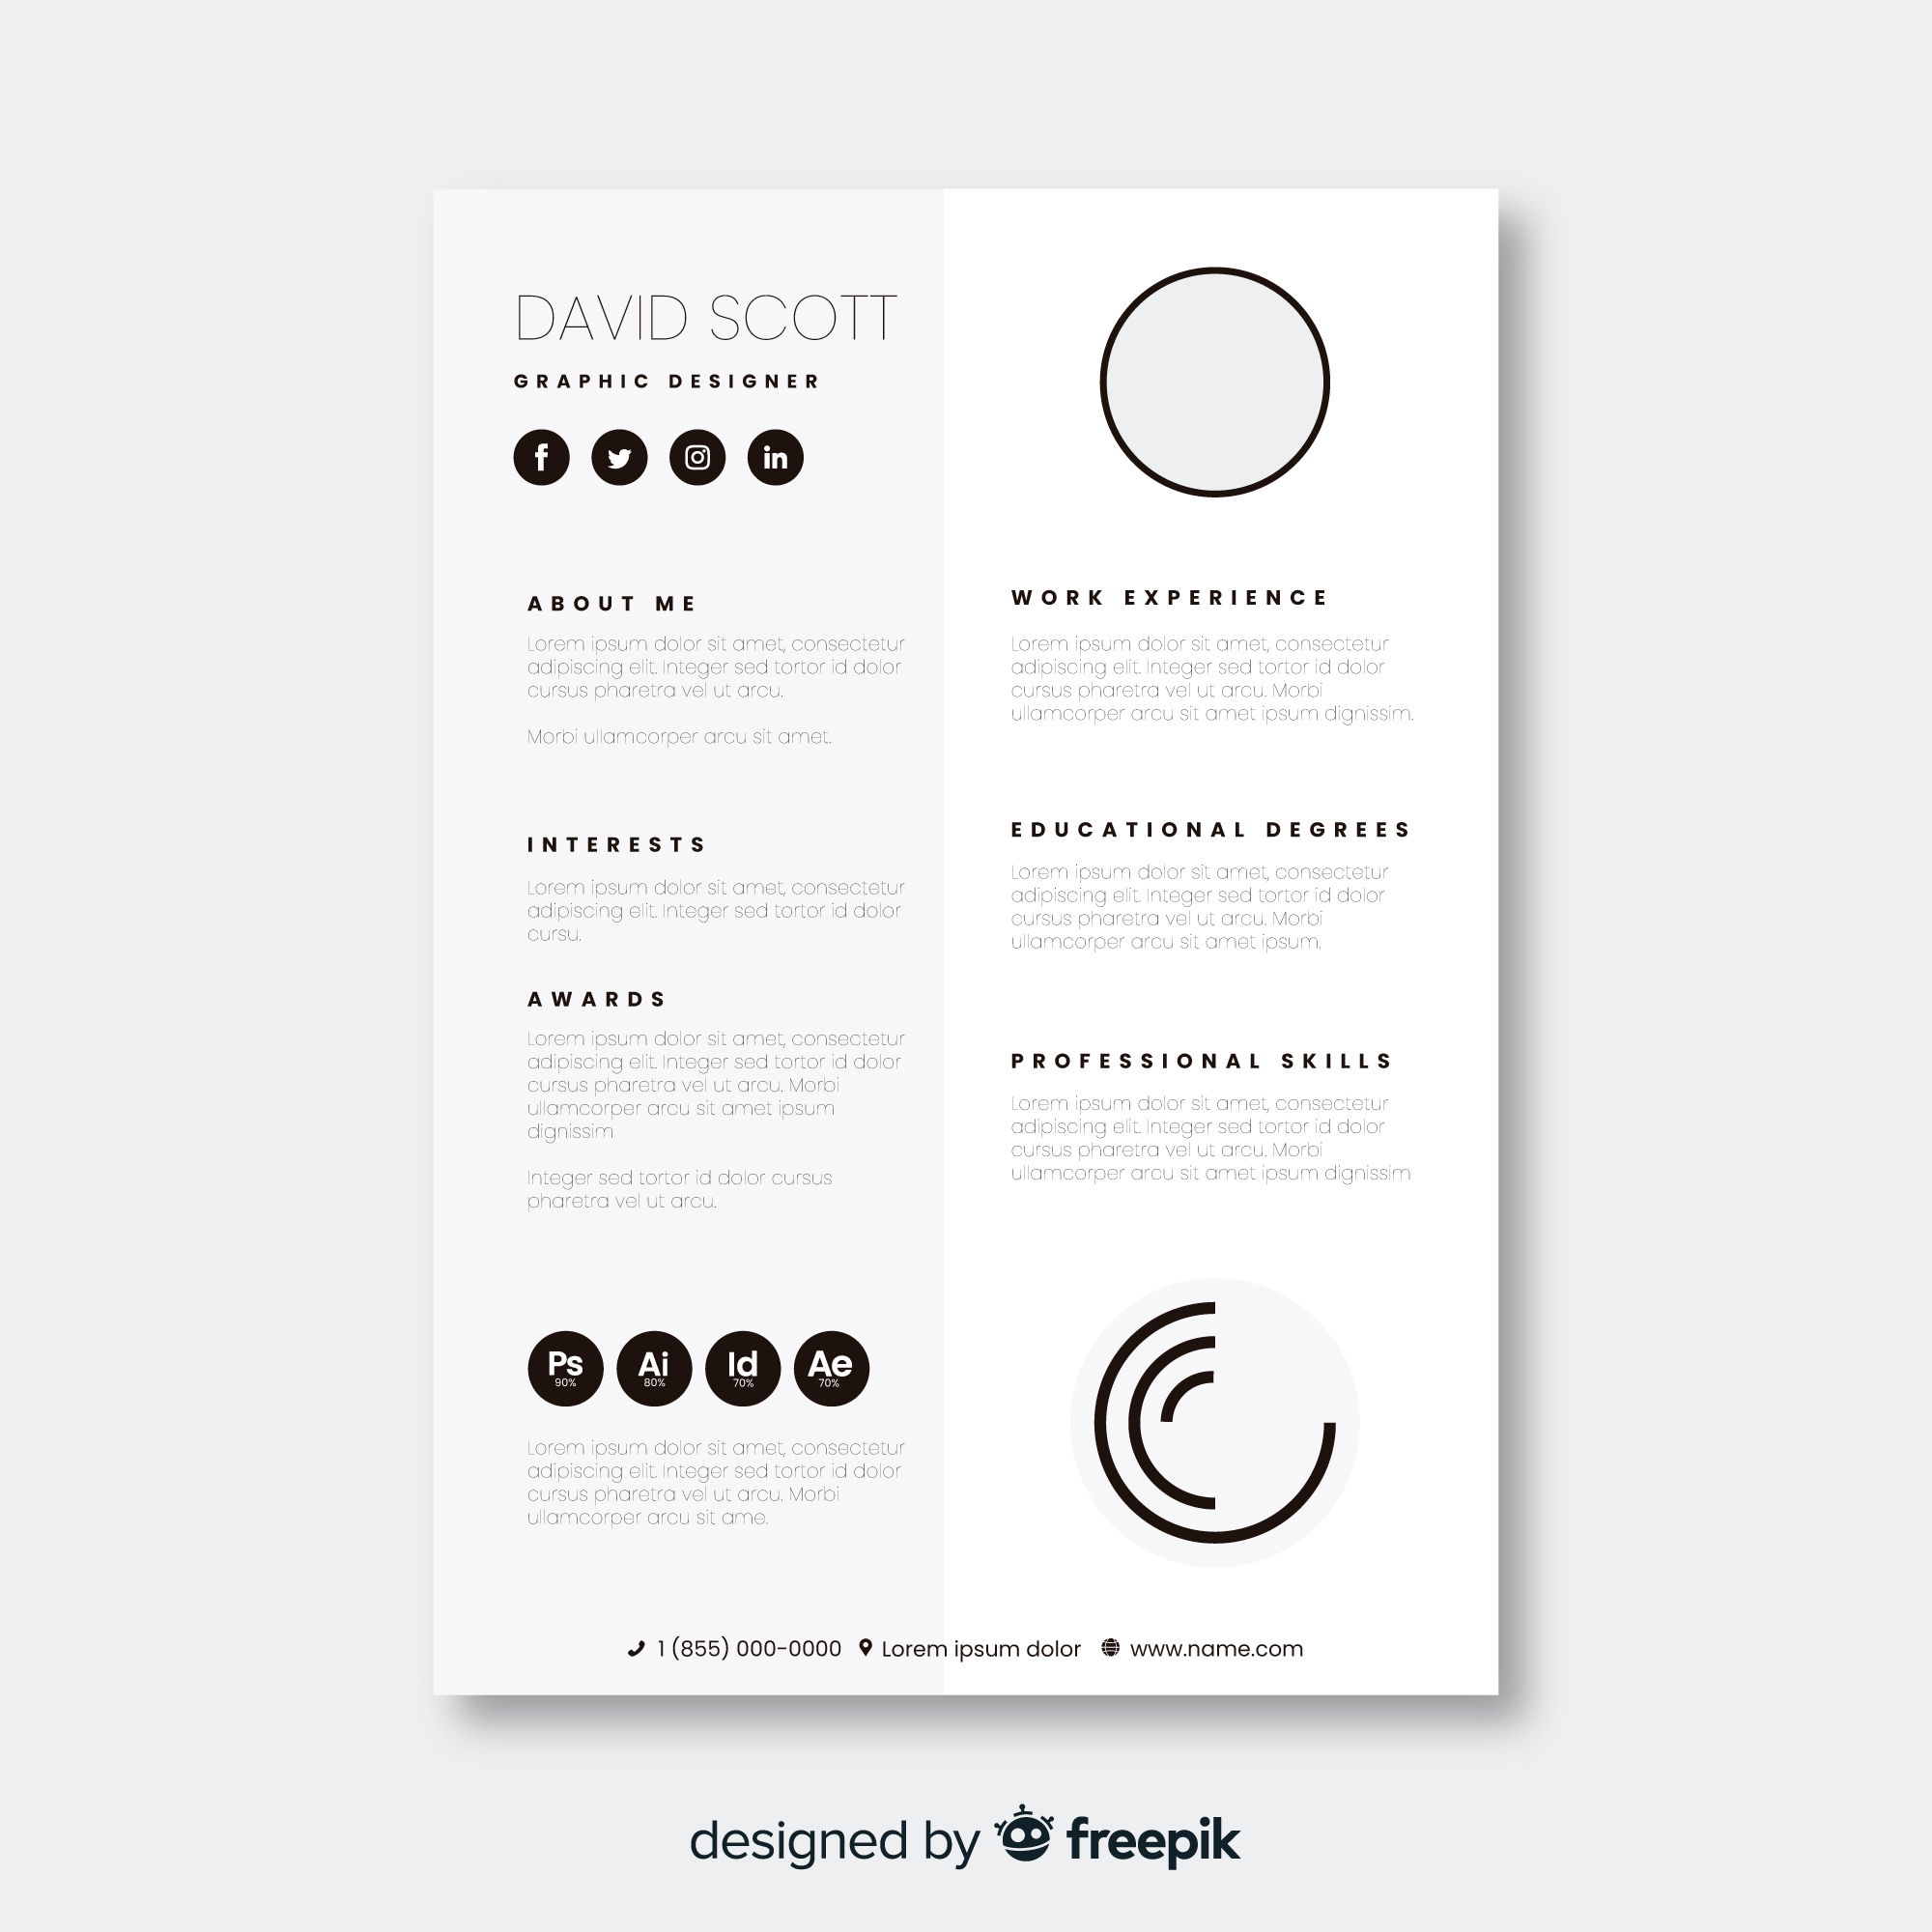 DAVID SCOTT
GRAPHIC DESIGNER
f
in
ABOUT ME
Lorem ipsum dolor sit amet, consectetur
adipiscing elit. Integer sed tortor id dolor
cursus pharetra vel ut arcu.
Morbi ullamcorper arcu sit amet.
INTERESTS
Lorem ipsum dolor sit amet, consectetur
adipiscing elit. Integer sed tortor id dolor
cursu.
AWARDS
Lorem ipsum dolor sit amet, consectetur
adipiscing elit. Integer sed tortor id dolor
cursus pharetra vel ut arcu. Morbi
ullamcorper arcu sit amet ipsum
dignissim
Integer sed tortor id dolor cursus
pharetra vel ut arcu.
Ps Ai Id Ae
90% 80% 70% 70%
Lorem ipsum dolor sit amet, consectetur
adipiscing elit. Integer sed tortor id dolor
cursus pharetra vel ut arcu. Morbi
ullamcorper arcu sit ame.
WORK EXPERIENCE
Lorem ipsum dolor sit amet, consectetur
adipiscing elit. Integer sed tortor id dolor
cursus pharetra vel ut arcu. Morbi
ullamcorper arcu sit amet ipsum dignissim.
EDUCATIONAL DEGREES
Lorem ipsum dolor sit amet, consectetur
adipiscing elit. Integer sed tortor id dolor
cursus pharetra vel ut arcu. Morbi
ullamcorper arcu sit amet ipsum.
PROFESSIONAL SKILLS
Lorem ipsum dolor sit amet, consectetur
adipiscing elit. Integer sed tortor id dolor
cursus pharetra vel ut arcu. Morbi
ullamcorper arcu sit amet ipsum dignissim
1 (855) 000-0000 Lorem ipsum dolor www.name.com
designed by freepik